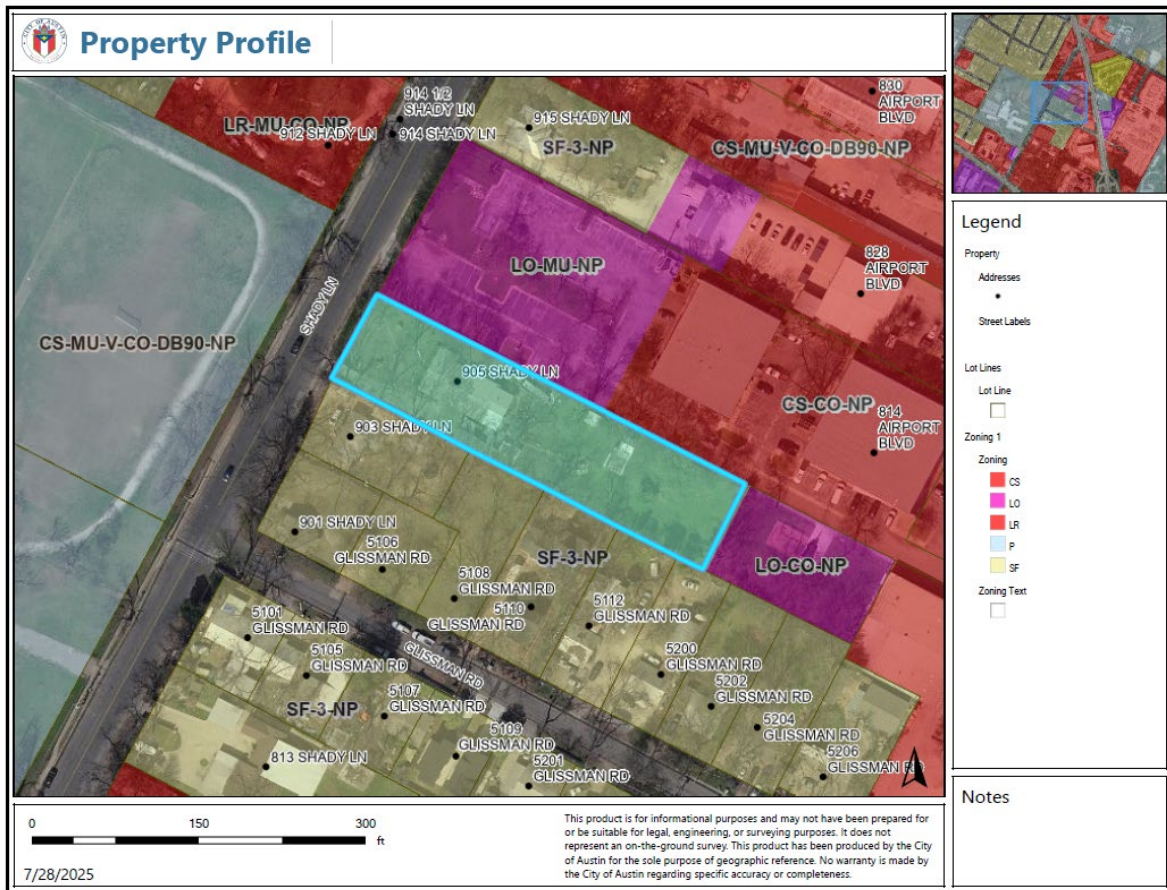 CITY OF AUSTIN
Property Profile
914 1/2
SHADY LN
914 SHADY LN
LR-MU-CO-NP
912 SHADY LN
915 SHADY LN
SF-3-NP
830
AIRPORT
BLVD
CS-MU-V-CO-DB90-NP
LO-MU-NP
828
AIRPORT
BLVD
SHADY LN
CS-MU-V-CO-DB90-NP
905 SHADY LN
CS-CO-NP
814
AIRPORT
BLVD
903 SHADY LN
901 SHADY LN
5106
GLISSMAN RD
SF-3-NP
LO-CO-NP
5108
GLISSMAN RD
5110
GLISSMAN RD
5112
GLISSMAN RD
5101
GLISSMAN RD
5105
GLISSMAN RD
GLISSMAN RD
5200
GLISSMAN RD
5202
GLISSMAN RD
5107
GLISSMAN RD
SF-3-NP
5204
GLISSMAN RD
5109
GLISSMAN RD
813 SHADY LN
5201
GLISSMAN RD
5206
GLISSMAN RD
Legend
Property
Addresses
Street Labels
Lot Lines
Lot Line
Zoning 1
Zoning
CS
LO
LR
P
SF
Zoning Text
Notes
0 150 300
ft
7/28/2025
This product is for informational purposes and may not have been prepared for
or be suitable for legal, engineering, or surveying purposes. It does not
represent an on-the-ground survey. This product has been produced by the City
of Austin for the sole purpose of geographic reference. No warranty is made by
the City of Austin regarding specific accuracy or completeness.